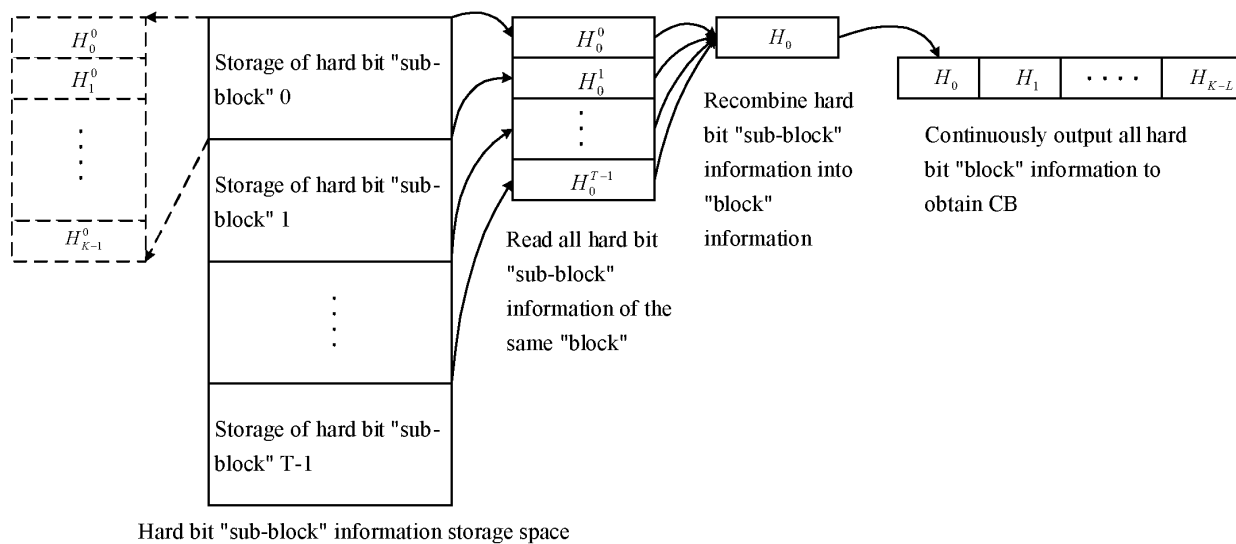 H_0^0
H_1^0
⋮
H_{K-1}^0
Storage of hard bit "sub-
block" 0
Storage of hard bit "sub-
block" 1
⋮
Storage of hard bit "sub-
block" T-1
Hard bit "sub-block" information storage space
H_0^0
H_0^1
⋮
H_0^{T-1}
Read all hard bit
"sub-block"
information of the
same "block"
H_0
Recombine hard
bit "sub-block"
information into
"block"
information
H_0 H_1 ···· H_{K-L}
Continuously output all hard
bit "block" information to
obtain CB